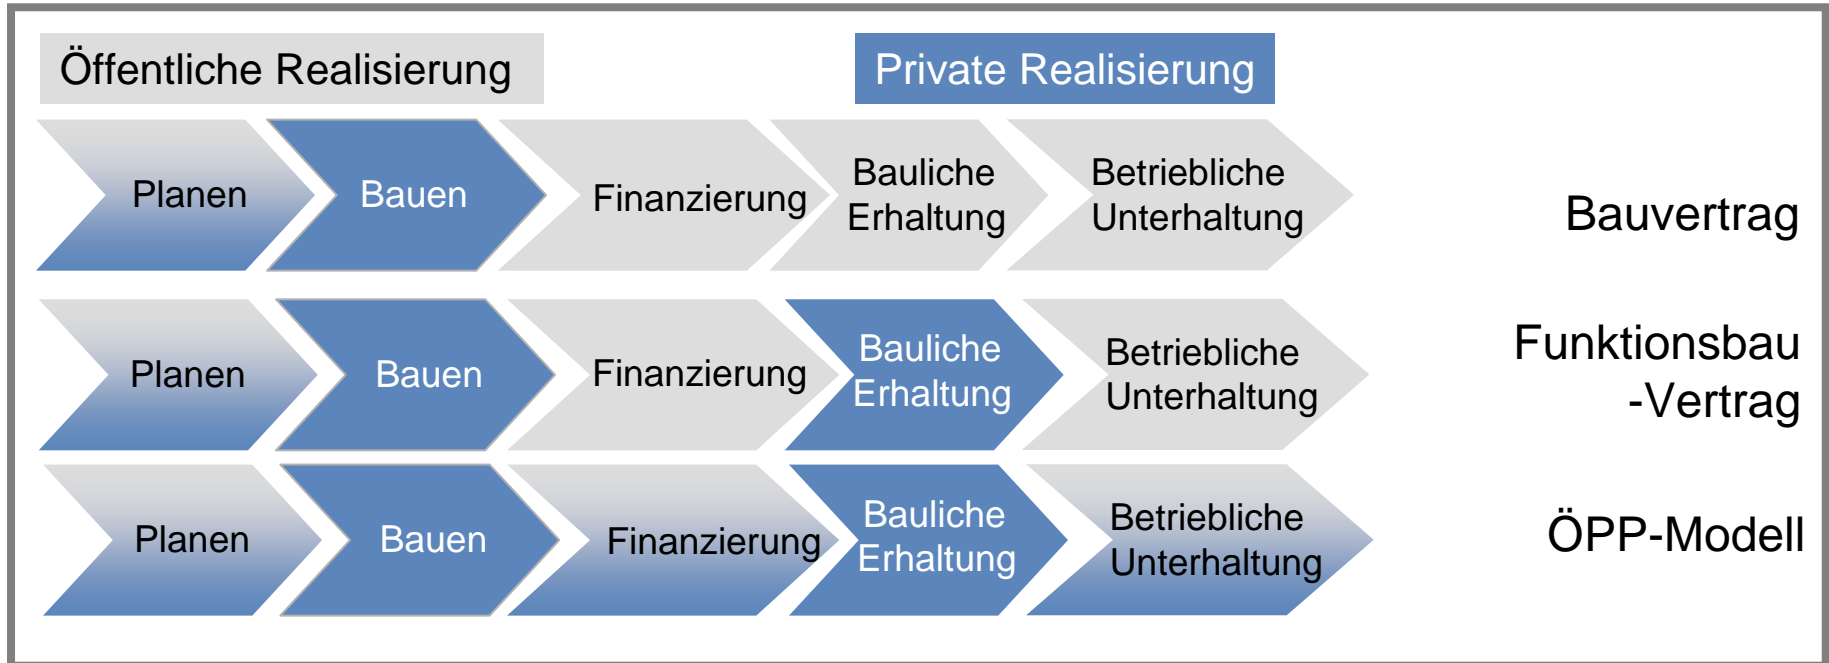 Öffentliche Realisierung
Private Realisierung
Planen
Bauen
Finanzierung
Bauliche
Erhaltung
Betriebliche
Unterhaltung
Bauvertrag
Planen
Bauen
Finanzierung
Bauliche
Erhaltung
Betriebliche
Unterhaltung
Funktionsbau
-Vertrag
Planen
Bauen
Finanzierung
Bauliche
Erhaltung
Betriebliche
Unterhaltung
ÖPP-Modell